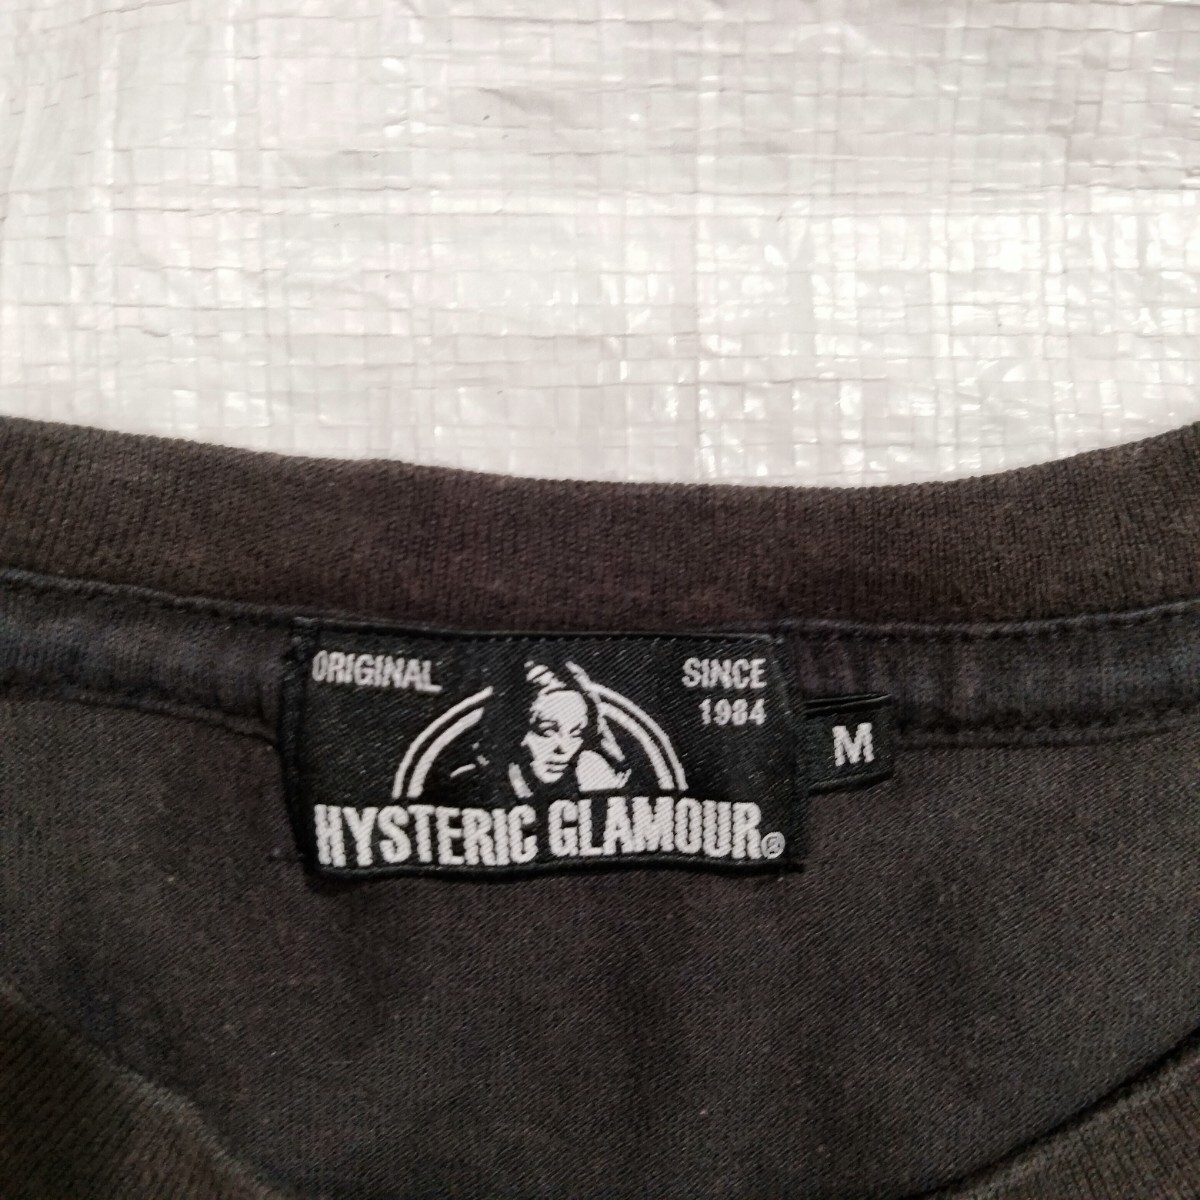 ORIGINAL
SINCE
1984
HYSTERIC GLAMOUR®
M